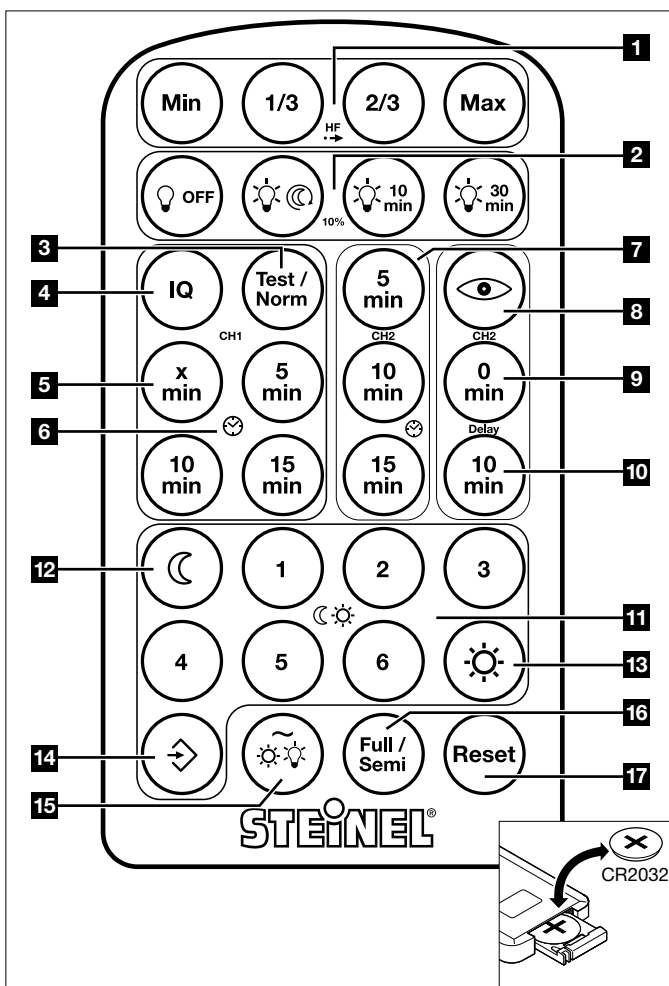 1
Min 1/3 2/3 Max
HF
2
OFF 10 min 30 min
10%
3
4
IQ Test / Norm 5 min
7
8
CH1 CH2 CH2
5
x min 5 min 10 min 0 min
9
6
Delay
10 min 15 min 15 min 10 min
10
12
1 2 3
11
4 5 6
13
14
15
Full / Semi
16
Reset
17
STEINEL®
CR2032